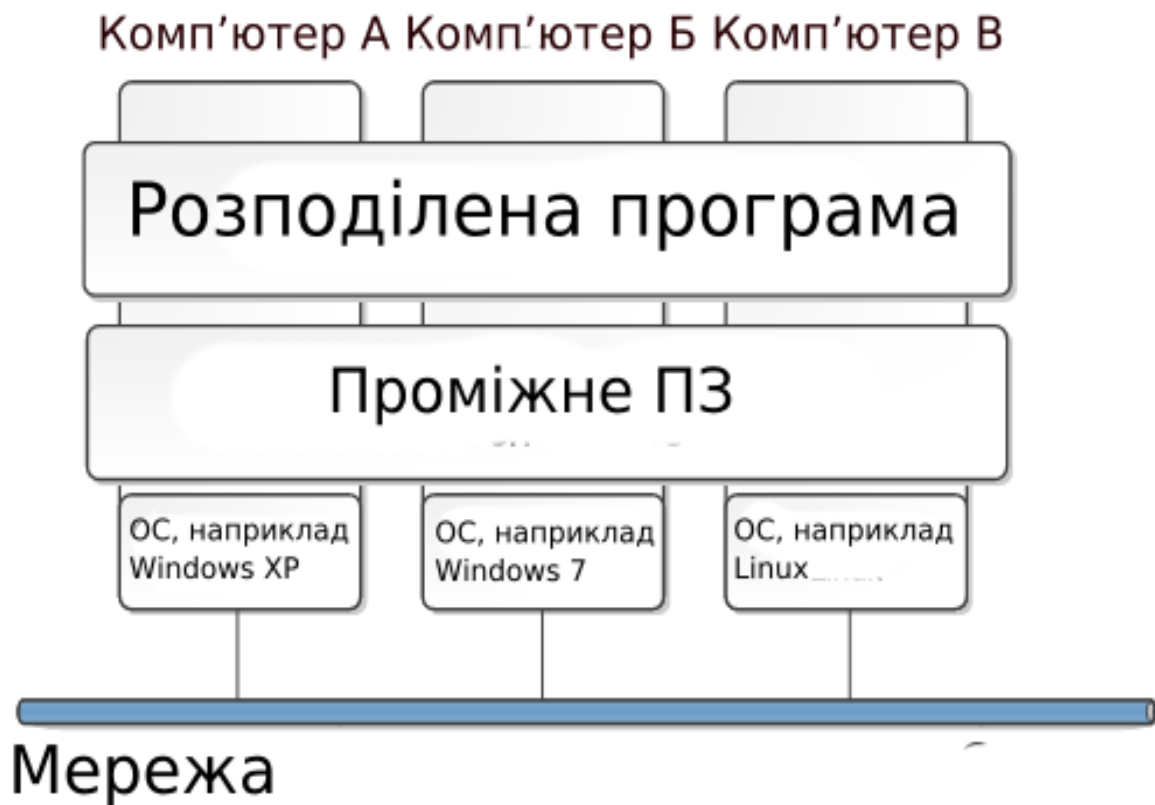 Комп’ютер А Комп’ютер Б Комп’ютер В
Розподілена програма
Проміжне ПЗ
ОС, наприклад
Windows XP
ОС, наприклад
Windows 7
ОС, наприклад
Linux
Мережа